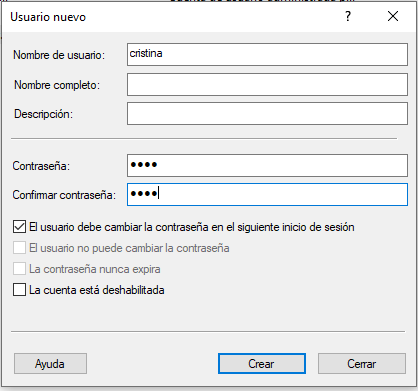 Usuario nuevo ? ×
Nombre de usuario: cristina
Nombre completo:
Descripción:
Contraseña: ●●●●
Confirmar contraseña: ●●●●
El usuario debe cambiar la contraseña en el siguiente inicio de sesión
El usuario no puede cambiar la contraseña
La contraseña nunca expira
La cuenta está deshabilitada
Ayuda Crear Cerrar